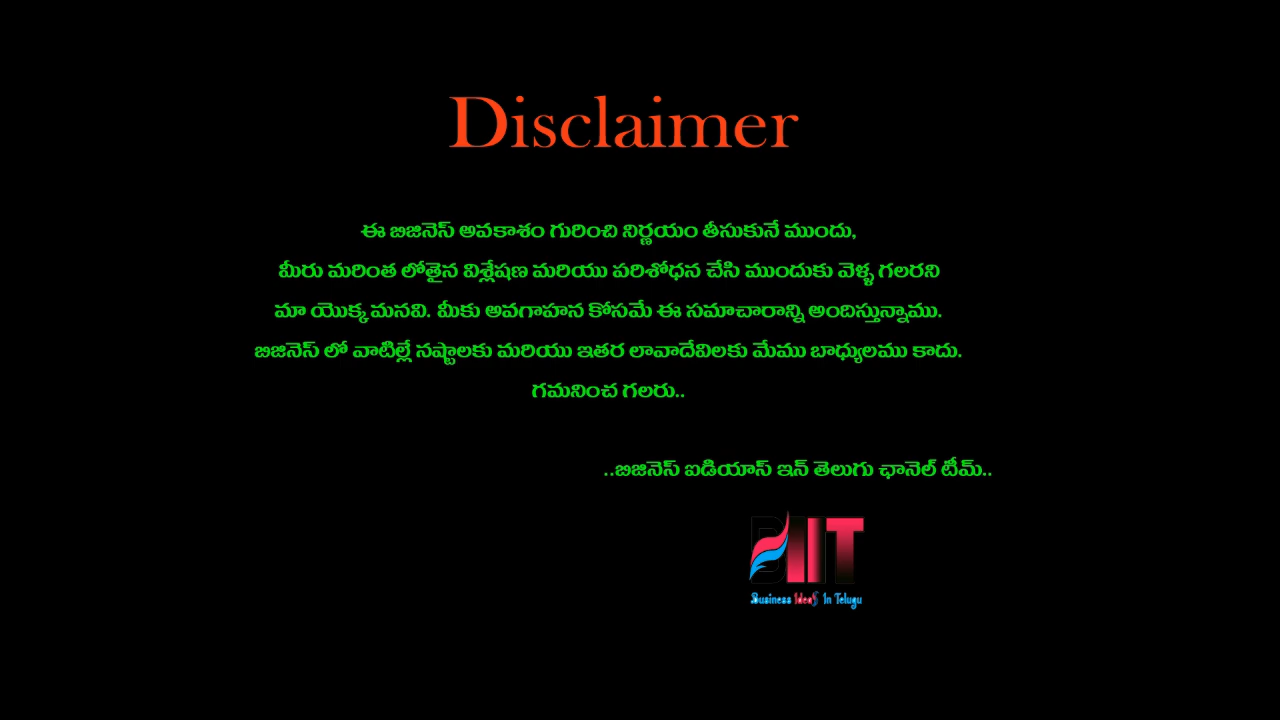 Disclaimer
ఈ బిజినెస్ అవకాశం గురించి నిర్ణయం తీసుకునే ముందు,
మీరు మరింత లోతైన విశ్లేషణ మరియు పరిశోధన చేసి ముందుకు వెళ్ళ గలరని
మా యొక్క మనవి. మీకు అవగాహన కోసమే ఈ సమాచారాన్ని అందిస్తున్నాము.
బిజినెస్ లో వాటిల్లే నష్టాలకు మరియు ఇతర లావాదేవిలకు మేము బాధ్యులము కాదు.
గమనించ గలరు..
..బిజినెస్ ఐడియాస్ ఇన్ తెలుగు ఛానెల్ టీమ్..
BIIT
Business Ideas In Telugu